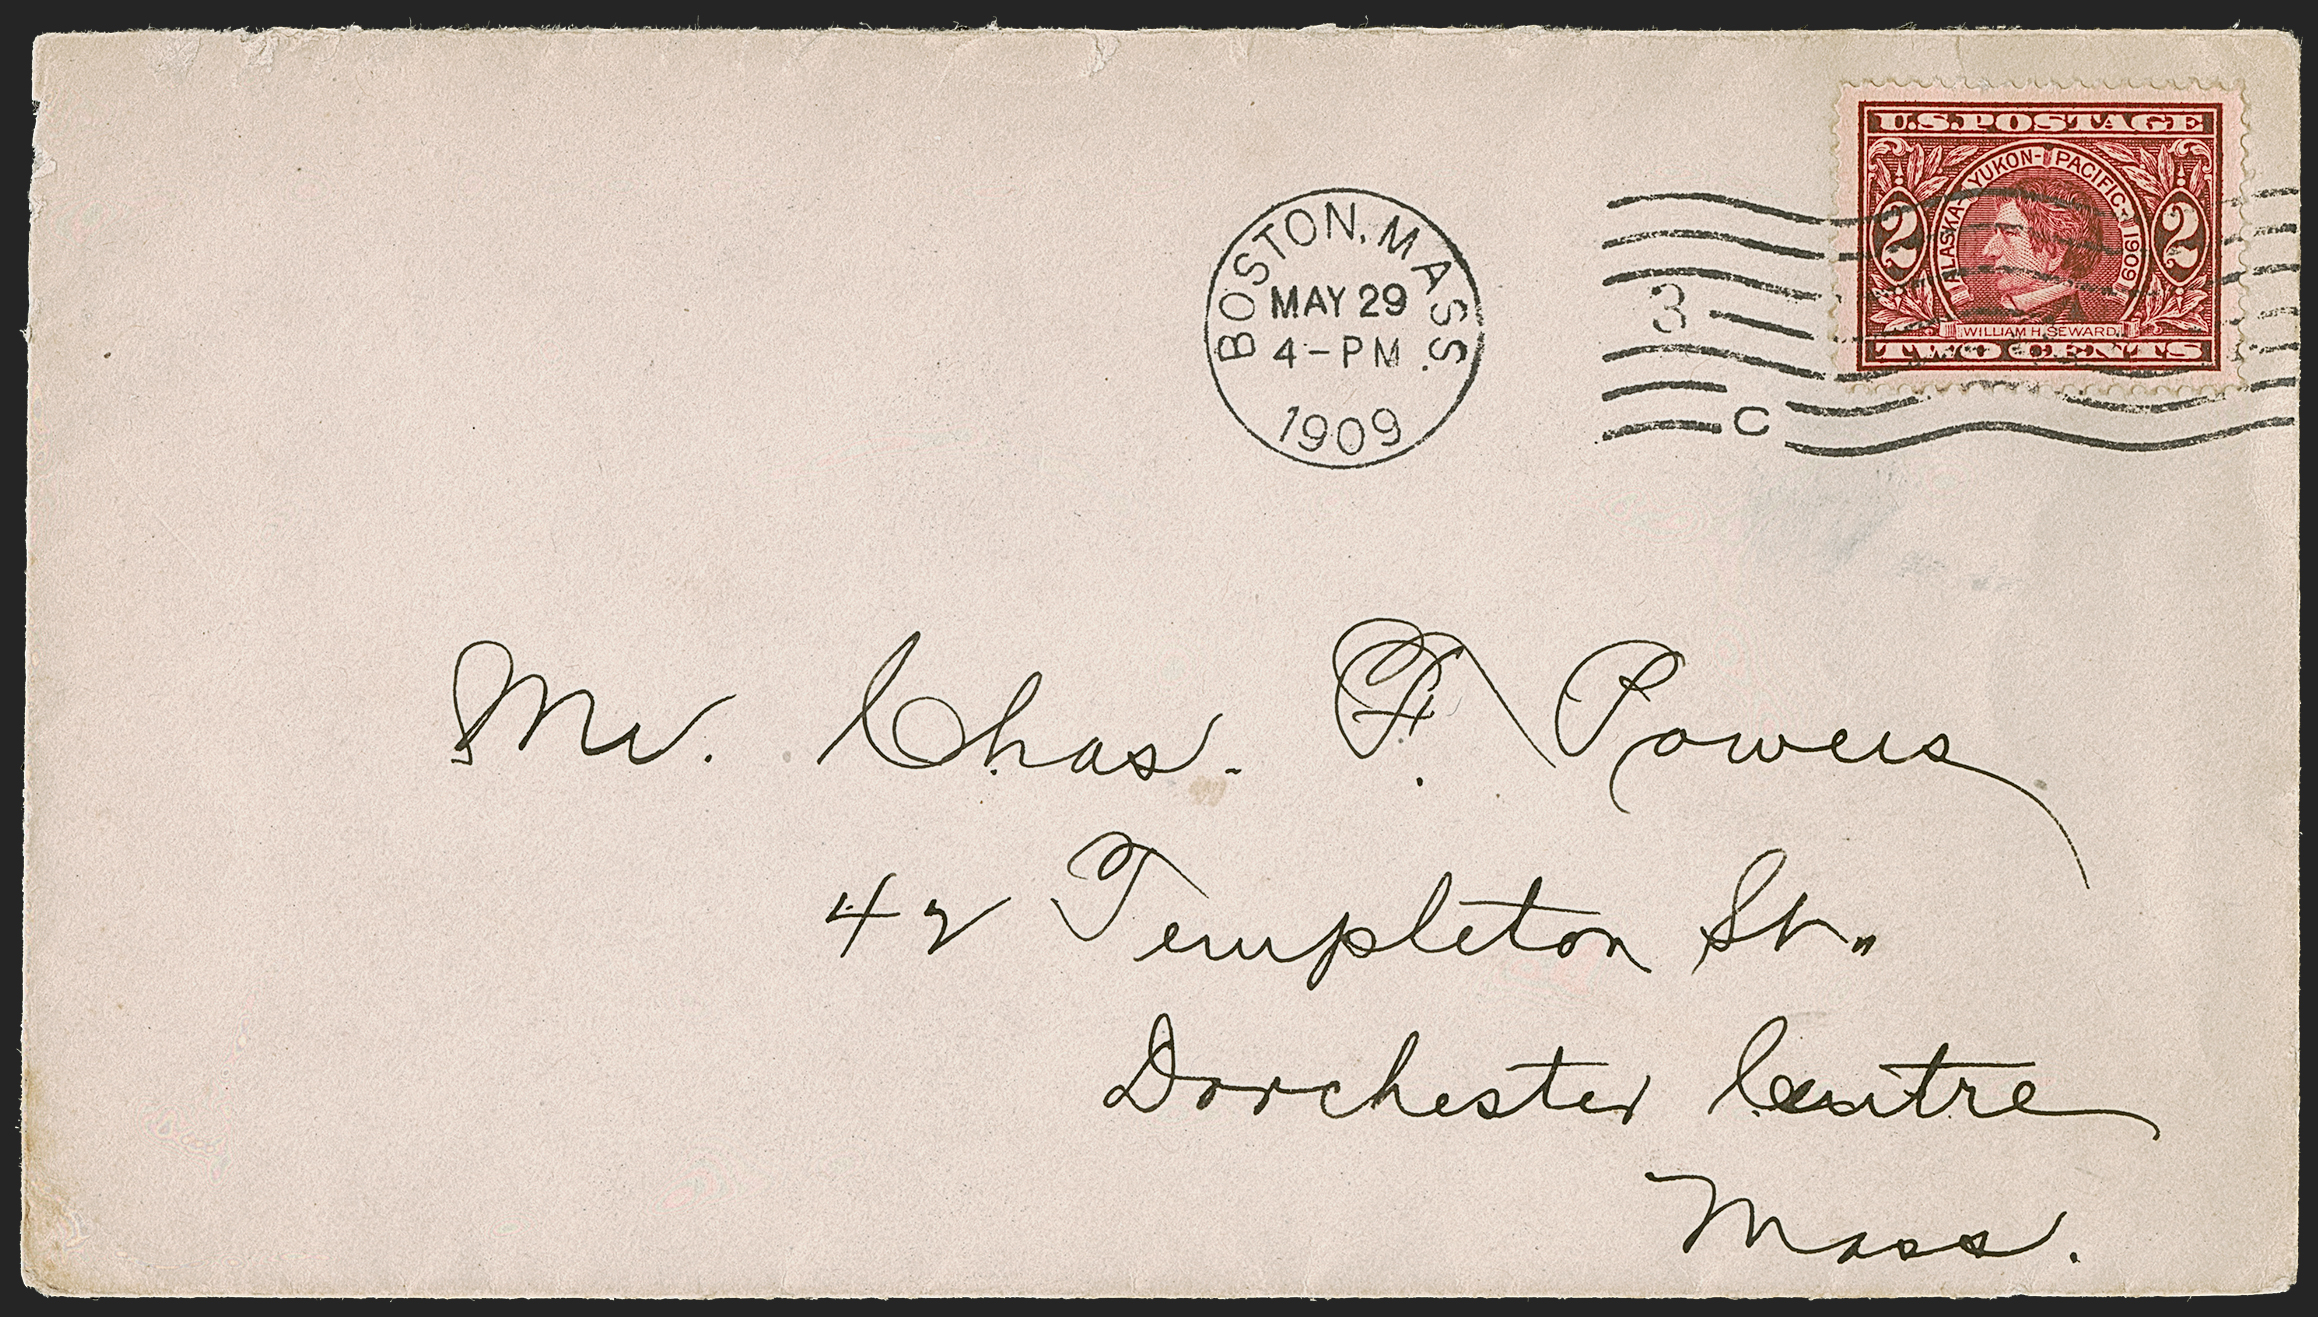 U.S. POSTAGE
ALASKA-YUKON-PACIFIC 1909
2 2
WILLIAM H. SEWARD
TWO CENTS
BOSTON, MASS.
MAY 29
4-PM
1909
3
C
Mr. Chas. F. Powers
42 Templeton St.,
Dorchester Centre
Mass.